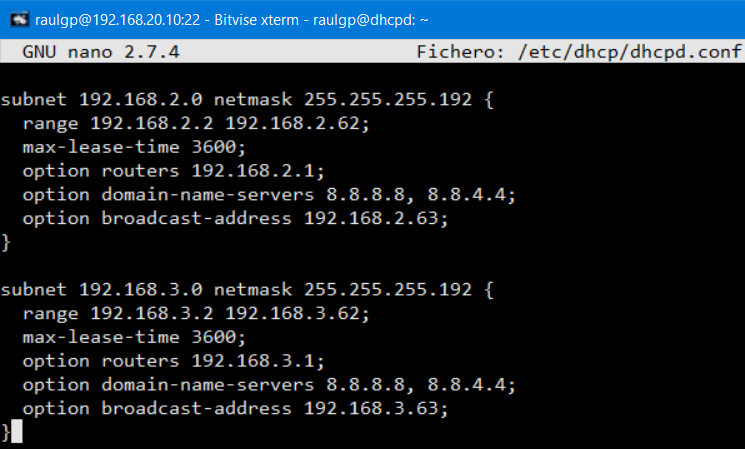 raulgp@192.168.20.10:22 - Bitvise xterm - raulgp@dhcpd: ~
GNU nano 2.7.4 Fichero: /etc/dhcp/dhcpd.conf
subnet 192.168.2.0 netmask 255.255.255.192 {
  range 192.168.2.2 192.168.2.62;
  max-lease-time 3600;
  option routers 192.168.2.1;
  option domain-name-servers 8.8.8.8, 8.8.4.4;
  option broadcast-address 192.168.2.63;
}
subnet 192.168.3.0 netmask 255.255.255.192 {
  range 192.168.3.2 192.168.3.62;
  max-lease-time 3600;
  option routers 192.168.3.1;
  option domain-name-servers 8.8.8.8, 8.8.4.4;
  option broadcast-address 192.168.3.63;
}